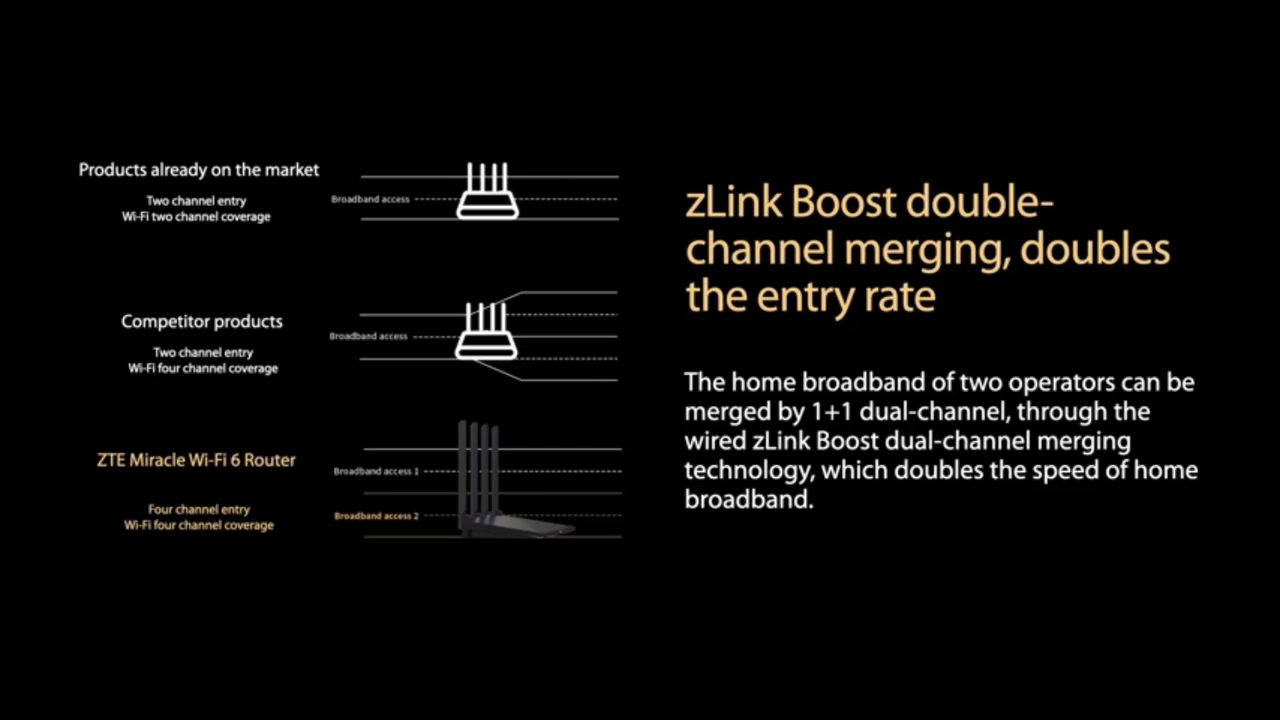 Products already on the market
Two channel entry
Wi-Fi two channel coverage
Broadband access
Competitor products
Two channel entry
Wi-Fi four channel coverage
Broadband access
ZTE Miracle Wi-Fi 6 Router
Four channel entry
Wi-Fi four channel coverage
Broadband access 1
Broadband access 2
zLink Boost double-
channel merging, doubles
the entry rate
The home broadband of two operators can be
merged by 1+1 dual-channel, through the
wired zLink Boost dual-channel merging
technology, which doubles the speed of home
broadband.